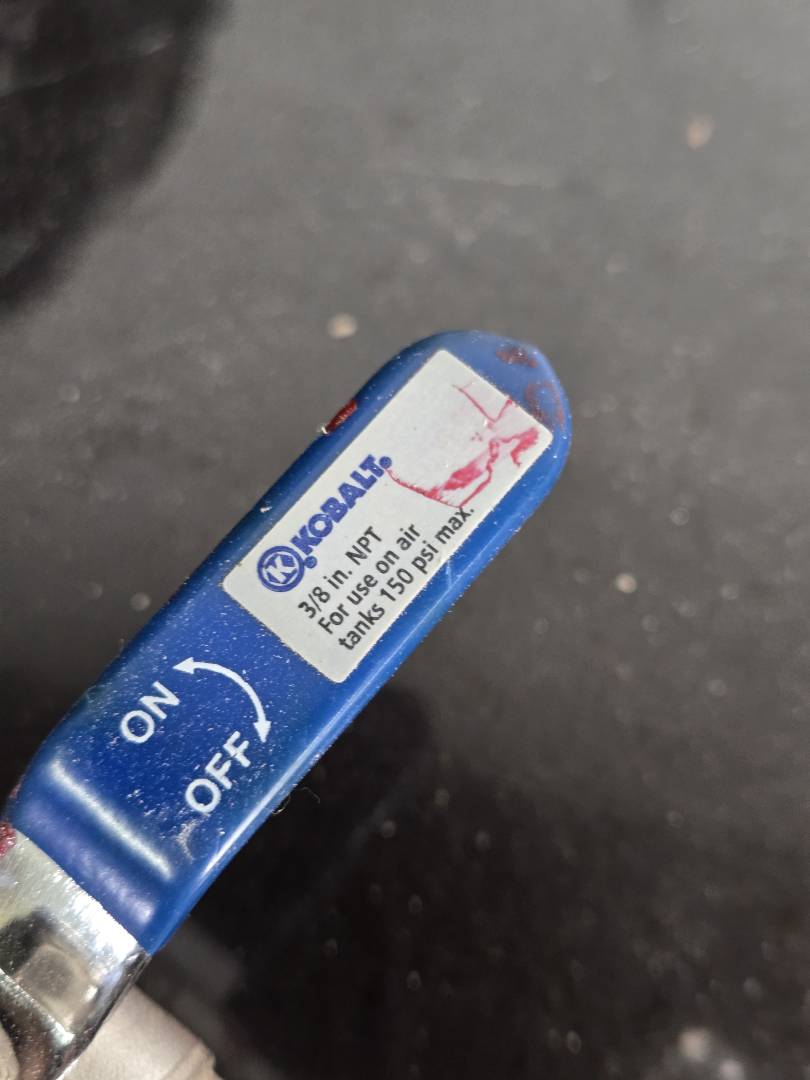 KOBALT.
3/8 in. NPT
For use on air
tanks 150 psi max.
ON
OFF